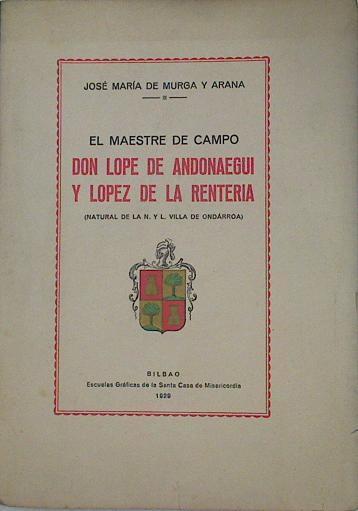 JOSÉ MARÍA DE MURGA Y ARANA
EL MAESTRE DE CAMPO
DON LOPE DE ANDONAEGUI
Y LOPEZ DE LA RENTERIA
(NATURAL DE LA N. Y L. VILLA DE ONDÁRROA)
BILBAO
Escuelas Gráficas de la Santa Casa de Misericordia
1929